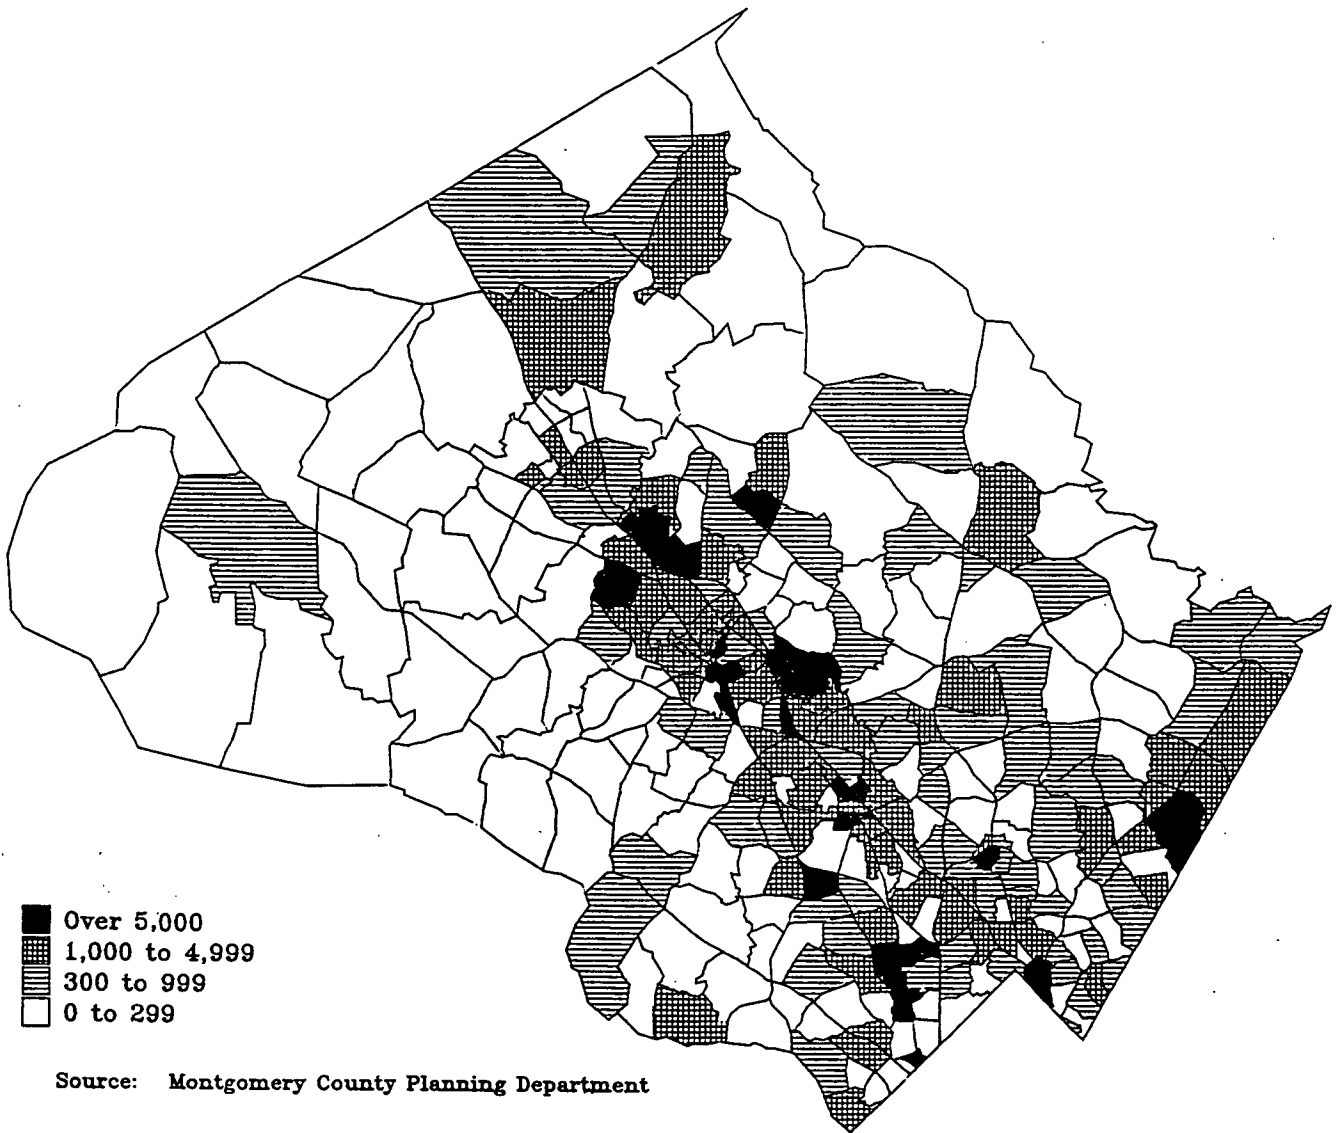 Over 5,000
1,000 to 4,999
300 to 999
0 to 299
Source: Montgomery County Planning Department